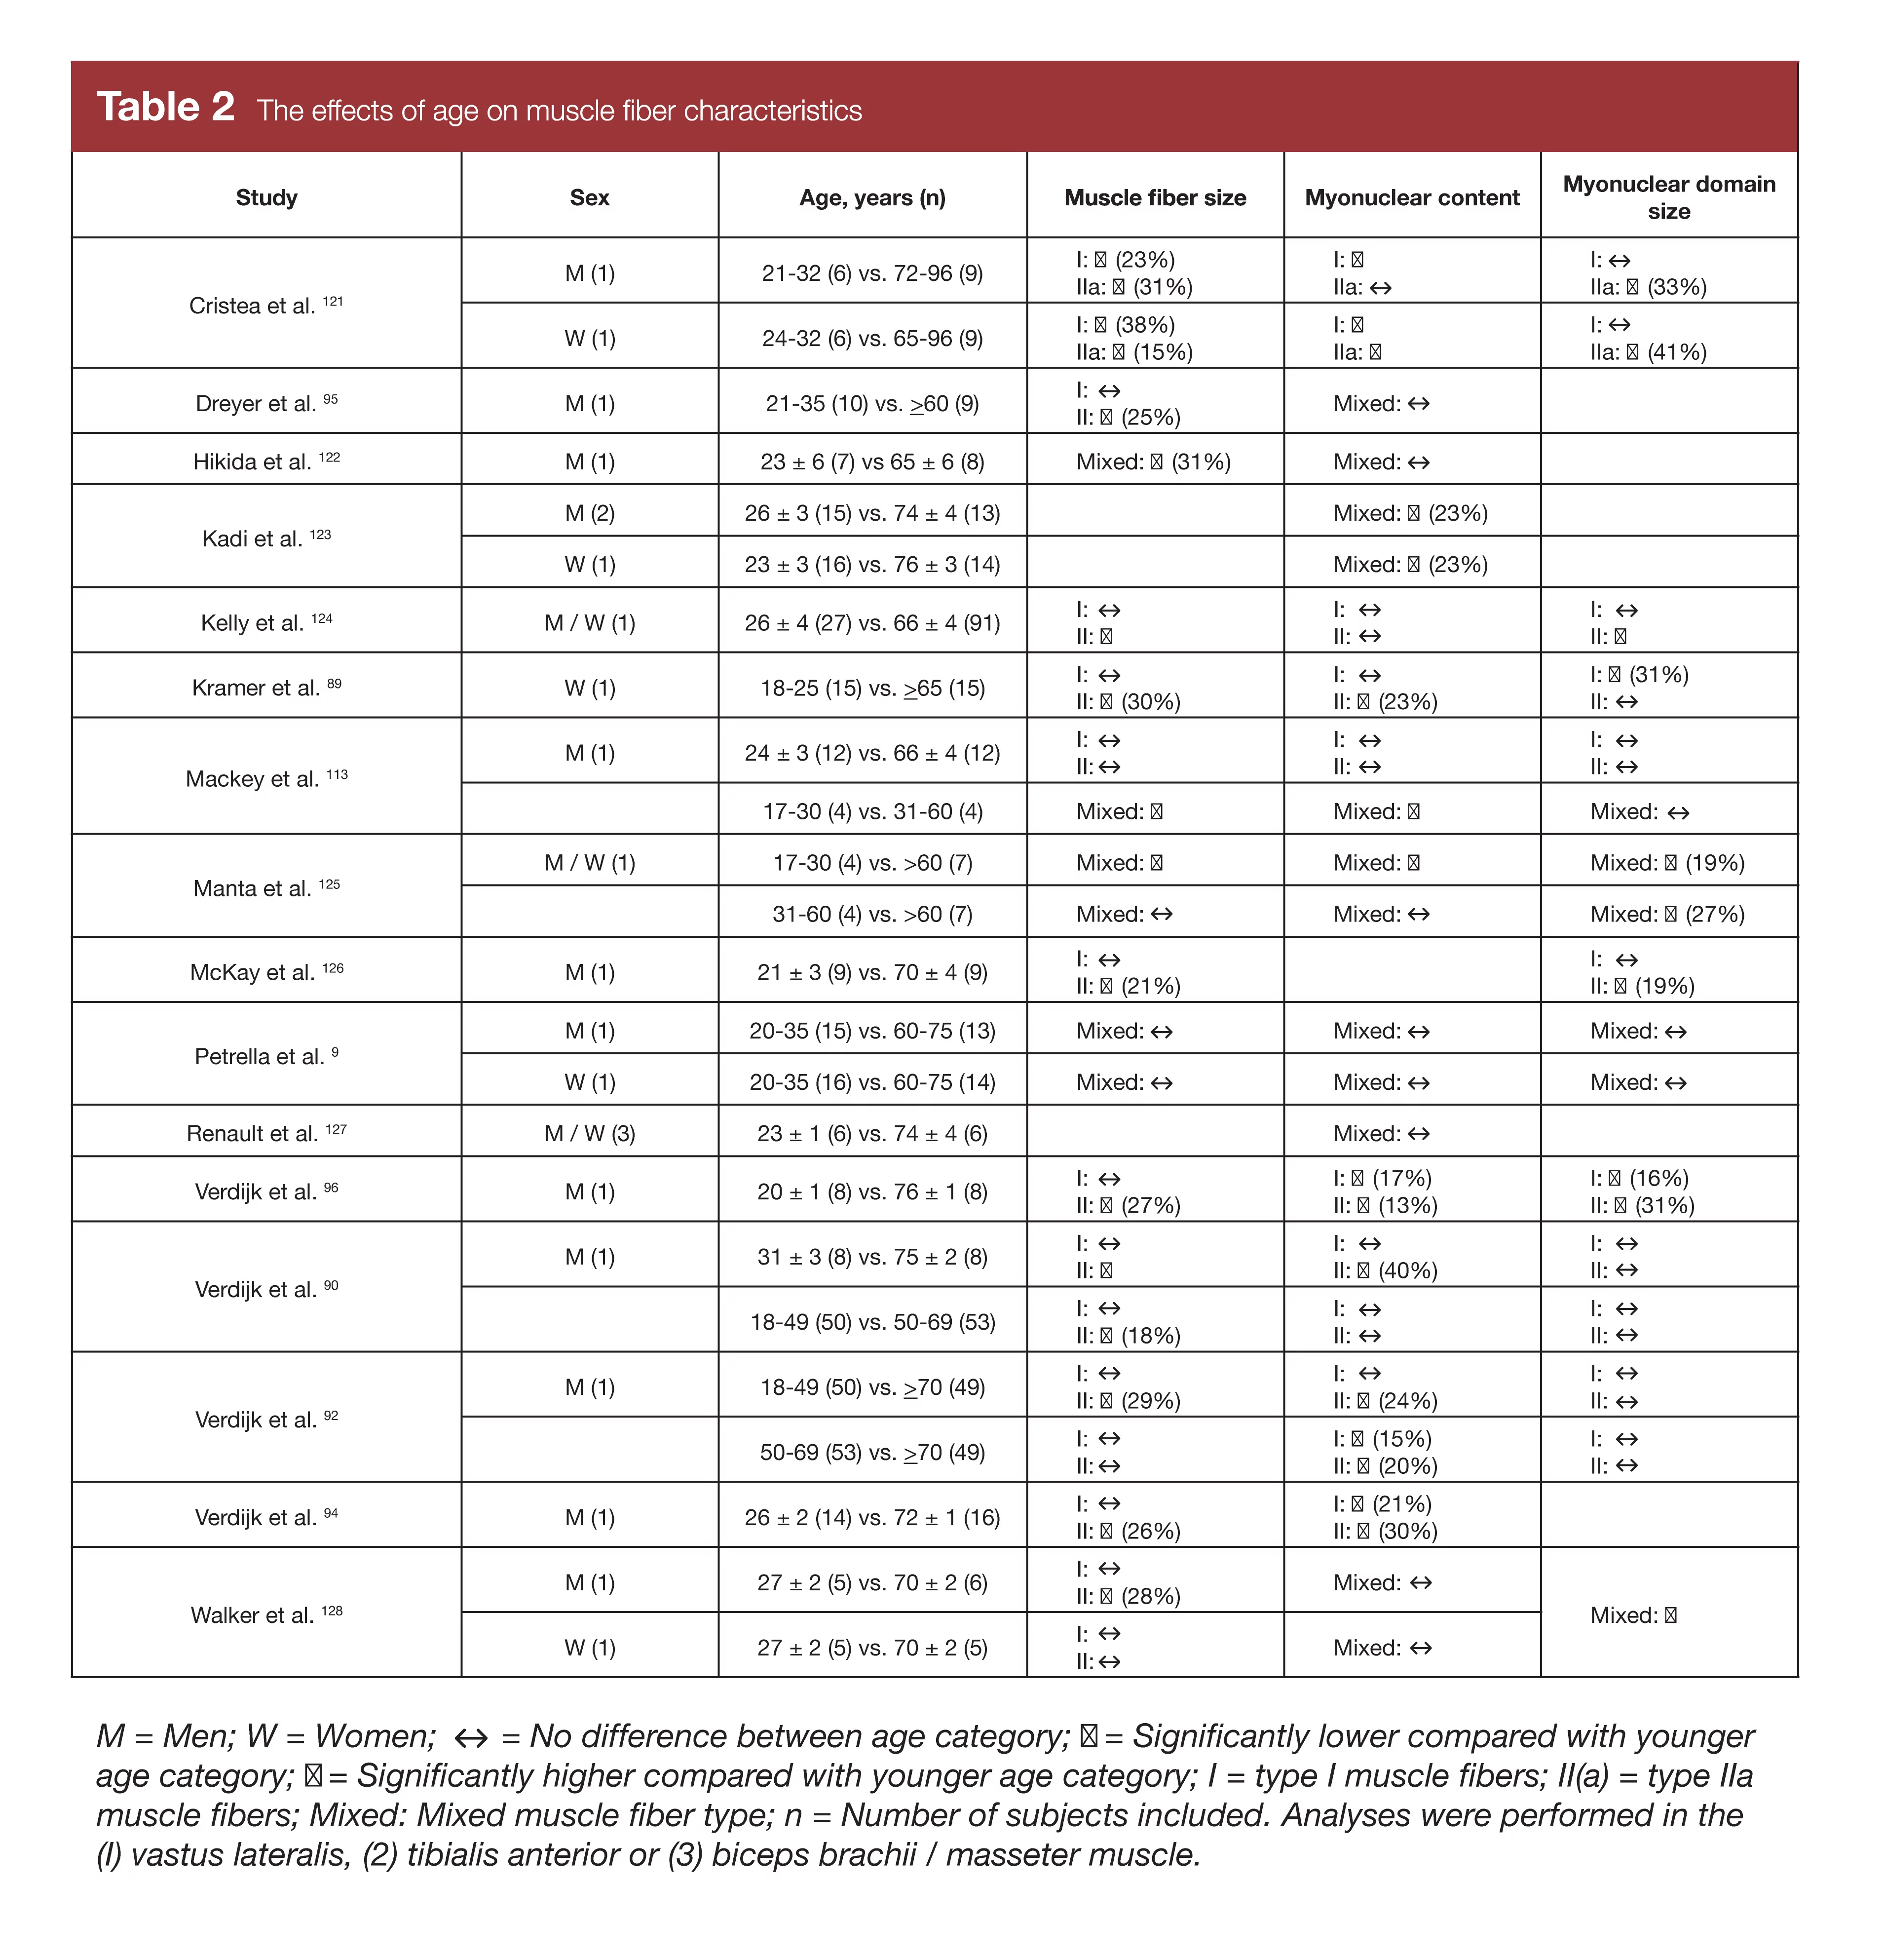 Table 2 The effects of age on muscle fiber characteristics
Study Sex Age, years (n) Muscle fiber size Myonuclear content Myonuclear domain size
Cristea et al. 121
M (1) 21-32 (6) vs. 72-96 (9) I: ☒ (23%) I: ☒ I: ↔
IIa: ☒ (31%) IIa: ↔ IIa: ☒ (33%)
W (1) 24-32 (6) vs. 65-96 (9) I: ☒ (38%) I: ☒ I: ↔
IIa: ☒ (15%) IIa: ☒ IIa: ☒ (41%)
Dreyer et al. 95 M (1) 21-35 (10) vs. ≥60 (9) I: ↔ Mixed: ↔
II: ☒ (25%)
Hikida et al. 122 M (1) 23 ± 6 (7) vs 65 ± 6 (8) Mixed: ☒ (31%) Mixed: ↔
Kadi et al. 123
M (2) 26 ± 3 (15) vs. 74 ± 4 (13) Mixed: ☒ (23%)
W (1) 23 ± 3 (16) vs. 76 ± 3 (14) Mixed: ☒ (23%)
Kelly et al. 124 M / W (1) 26 ± 4 (27) vs. 66 ± 4 (91) I: ↔ I: ↔ I: ↔
II: ☒ II: ↔ II: ☒
Kramer et al. 89 W (1) 18-25 (15) vs. ≥65 (15) I: ↔ I: ↔ I: ☒ (31%)
II: ☒ (30%) II: ☒ (23%) II: ↔
Mackey et al. 113
M (1) 24 ± 3 (12) vs. 66 ± 4 (12) I: ↔ I: ↔ I: ↔
II: ↔ II: ↔ II: ↔
17-30 (4) vs. 31-60 (4) Mixed: ☒ Mixed: ☒ Mixed: ↔
Manta et al. 125
M / W (1) 17-30 (4) vs. >60 (7) Mixed: ☒ Mixed: ☒ Mixed: ☒ (19%)
31-60 (4) vs. >60 (7) Mixed: ↔ Mixed: ↔ Mixed: ☒ (27%)
McKay et al. 126 M (1) 21 ± 3 (9) vs. 70 ± 4 (9) I: ↔ I: ↔
II: ☒ (21%) II: ☒ (19%)
Petrella et al. 9
M (1) 20-35 (15) vs. 60-75 (13) Mixed: ↔ Mixed: ↔ Mixed: ↔
W (1) 20-35 (16) vs. 60-75 (14) Mixed: ↔ Mixed: ↔ Mixed: ↔
Renault et al. 127 M / W (3) 23 ± 1 (6) vs. 74 ± 4 (6) Mixed: ↔
Verdijk et al. 96 M (1) 20 ± 1 (8) vs. 76 ± 1 (8) I: ↔ I: ☒ (17%) I: ☒ (16%)
II: ☒ (27%) II: ☒ (13%) II: ☒ (31%)
Verdijk et al. 90
M (1) 31 ± 3 (8) vs. 75 ± 2 (8) I: ↔ I: ↔ I: ↔
II: ☒ II: ☒ (40%) II: ↔
18-49 (50) vs. 50-69 (53) I: ↔ I: ↔ I: ↔
II: ☒ (18%) II: ↔ II: ↔
Verdijk et al. 92
M (1) 18-49 (50) vs. ≥70 (49) I: ↔ I: ↔ I: ↔
II: ☒ (29%) II: ☒ (24%) II: ↔
50-69 (53) vs. ≥70 (49) I: ↔ I: ☒ (15%) I: ↔
II: ↔ II: ☒ (20%) II: ↔
Verdijk et al. 94 M (1) 26 ± 2 (14) vs. 72 ± 1 (16) I: ↔ I: ☒ (21%)
II: ☒ (26%) II: ☒ (30%)
Walker et al. 128
M (1) 27 ± 2 (5) vs. 70 ± 2 (6) I: ↔ Mixed: ↔ Mixed: ☒
II: ☒ (28%)
W (1) 27 ± 2 (5) vs. 70 ± 2 (5) I: ↔ Mixed: ↔
II: ↔
M = Men; W = Women; ↔ = No difference between age category; ☒ = Significantly lower compared with younger
age category; ☒ = Significantly higher compared with younger age category; I = type I muscle fibers; II(a) = type IIa
muscle fibers; Mixed: Mixed muscle fiber type; n = Number of subjects included. Analyses were performed in the
(I) vastus lateralis, (2) tibialis anterior or (3) biceps brachii / masseter muscle.